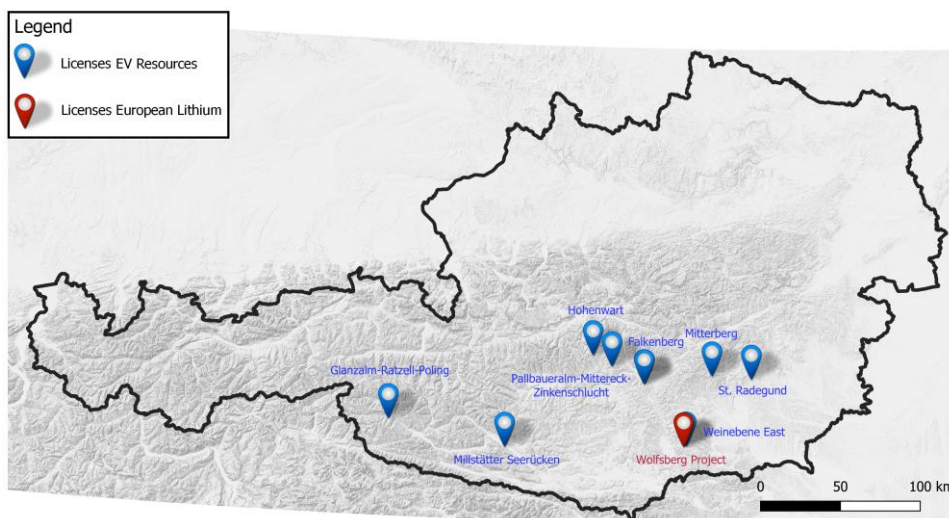 Legend
Licenses EV Resources
Licenses European Lithium
Hohenwart
Falkenberg
Mitterberg
Glanzalm-Ratzell-Poling
Pallbaueralm-Mittereck-
Zinkenschlucht
St. Radegund
Weinebene East
Millstätter Seerücken
Wolfsberg Project
0 50 100 km